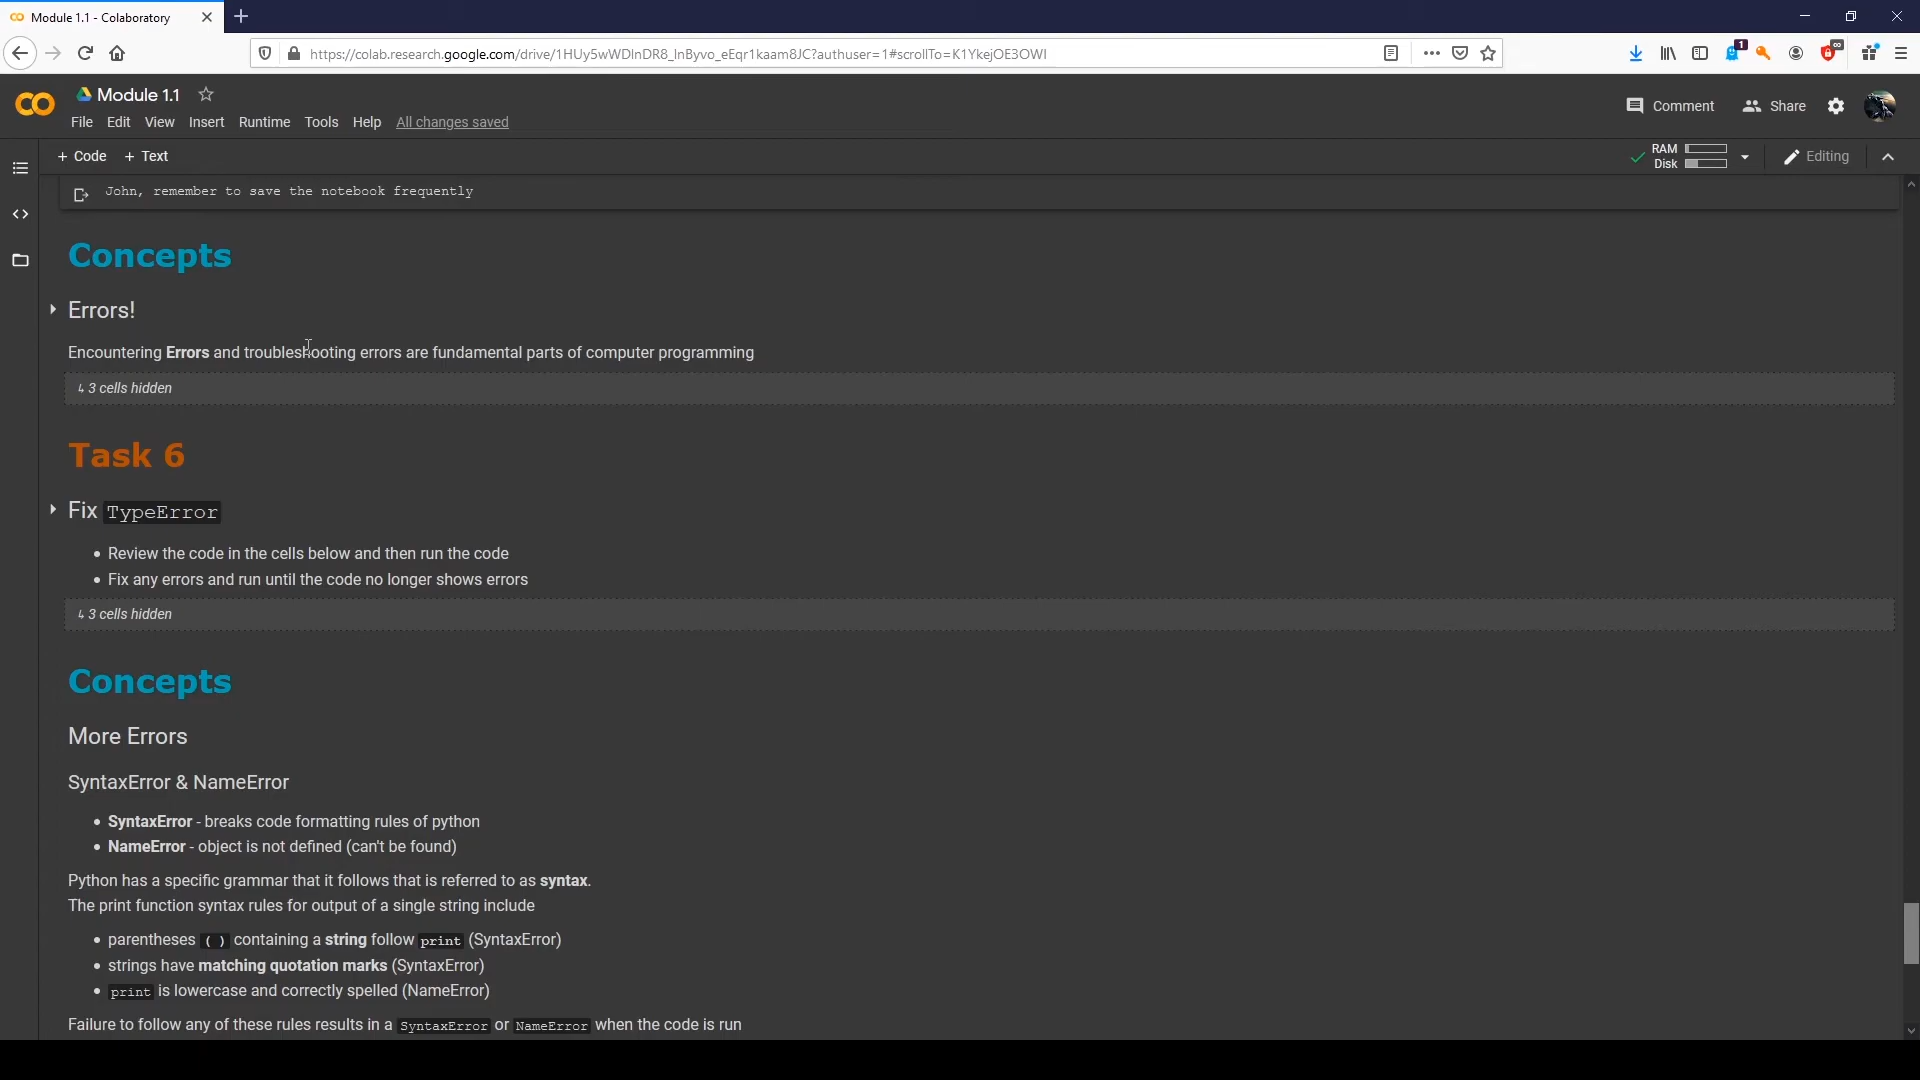 Module 1.1 - Colaboratory
https://colab.research.google.com/drive/1HUy5wWDlnDR8_lnByvo_eEqr1kaam8JC?authuser=1#scrollTo=K1YkejOE3OWI
1
Module 1.1
Comment
Share
File Edit View Insert Runtime Tools Help All changes saved
+ Code + Text
RAM
Disk
Editing
John, remember to save the notebook frequently
Concepts
Errors!
Encountering Errors and troubleshooting errors are fundamental parts of computer programming
↳ 3 cells hidden
Task 6
Fix TypeError
• Review the code in the cells below and then run the code
• Fix any errors and run until the code no longer shows errors
↳ 3 cells hidden
Concepts
More Errors
SyntaxError & NameError
• SyntaxError - breaks code formatting rules of python
• NameError - object is not defined (can't be found)
Python has a specific grammar that it follows that is referred to as syntax.
The print function syntax rules for output of a single string include
• parentheses ( ) containing a string follow print (SyntaxError)
• strings have matching quotation marks (SyntaxError)
• print is lowercase and correctly spelled (NameError)
Failure to follow any of these rules results in a SyntaxError or NameError when the code is run